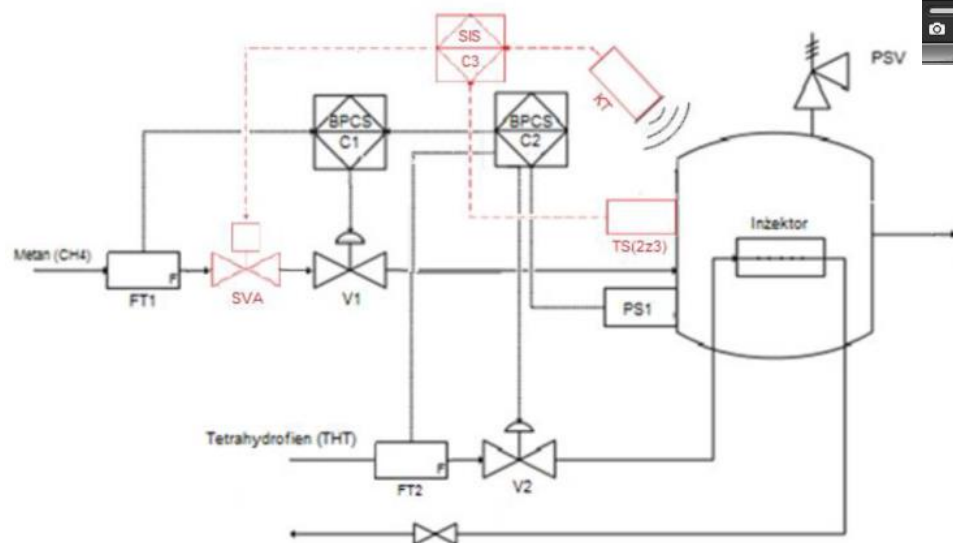 SIS
C3
KT
PSV
BPCS
C1
BPCS
C2
Inżektor
TS(2z3)
Metan (CH4)
F
FT1
SVA
V1
PS1
Tetrahydrofien (THT)
F
FT2
V2